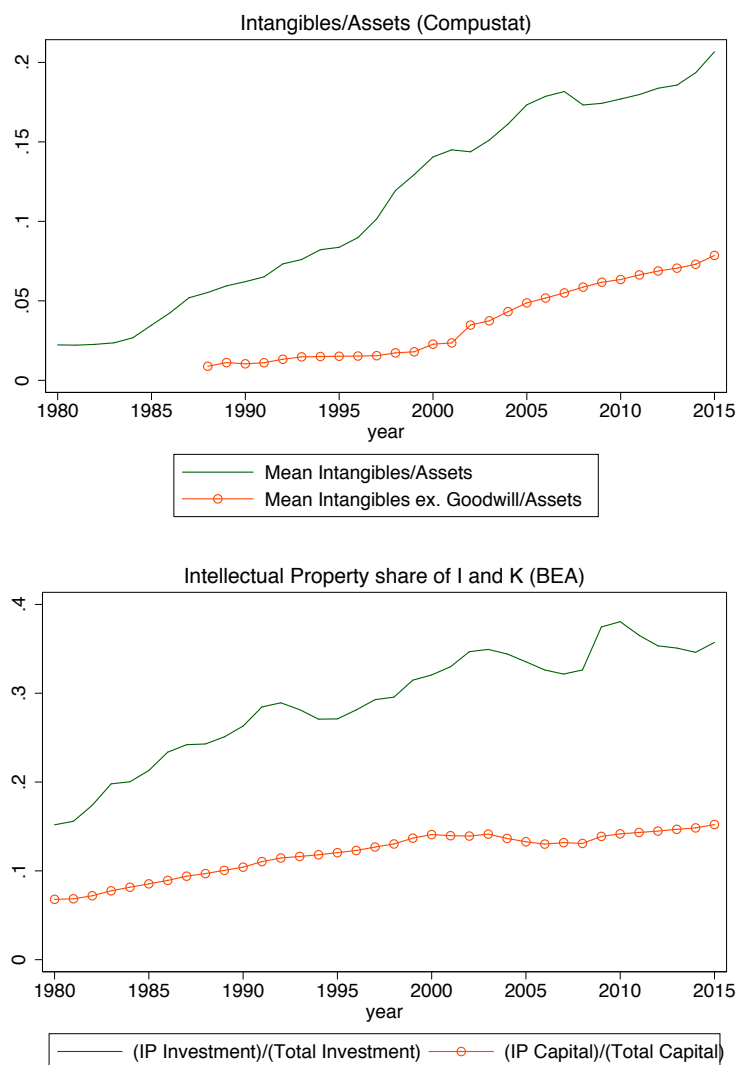 Intangibles/Assets (Compustat)
.2
.15
.1
.05
0
1980 1985 1990 1995 2000 2005 2010 2015
year
Mean Intangibles/Assets
Mean Intangibles ex. Goodwill/Assets
Intellectual Property share of I and K (BEA)
.4
.3
.2
.1
0
1980 1985 1990 1995 2000 2005 2010 2015
year
(IP Investment)/(Total Investment) (IP Capital)/(Total Capital)